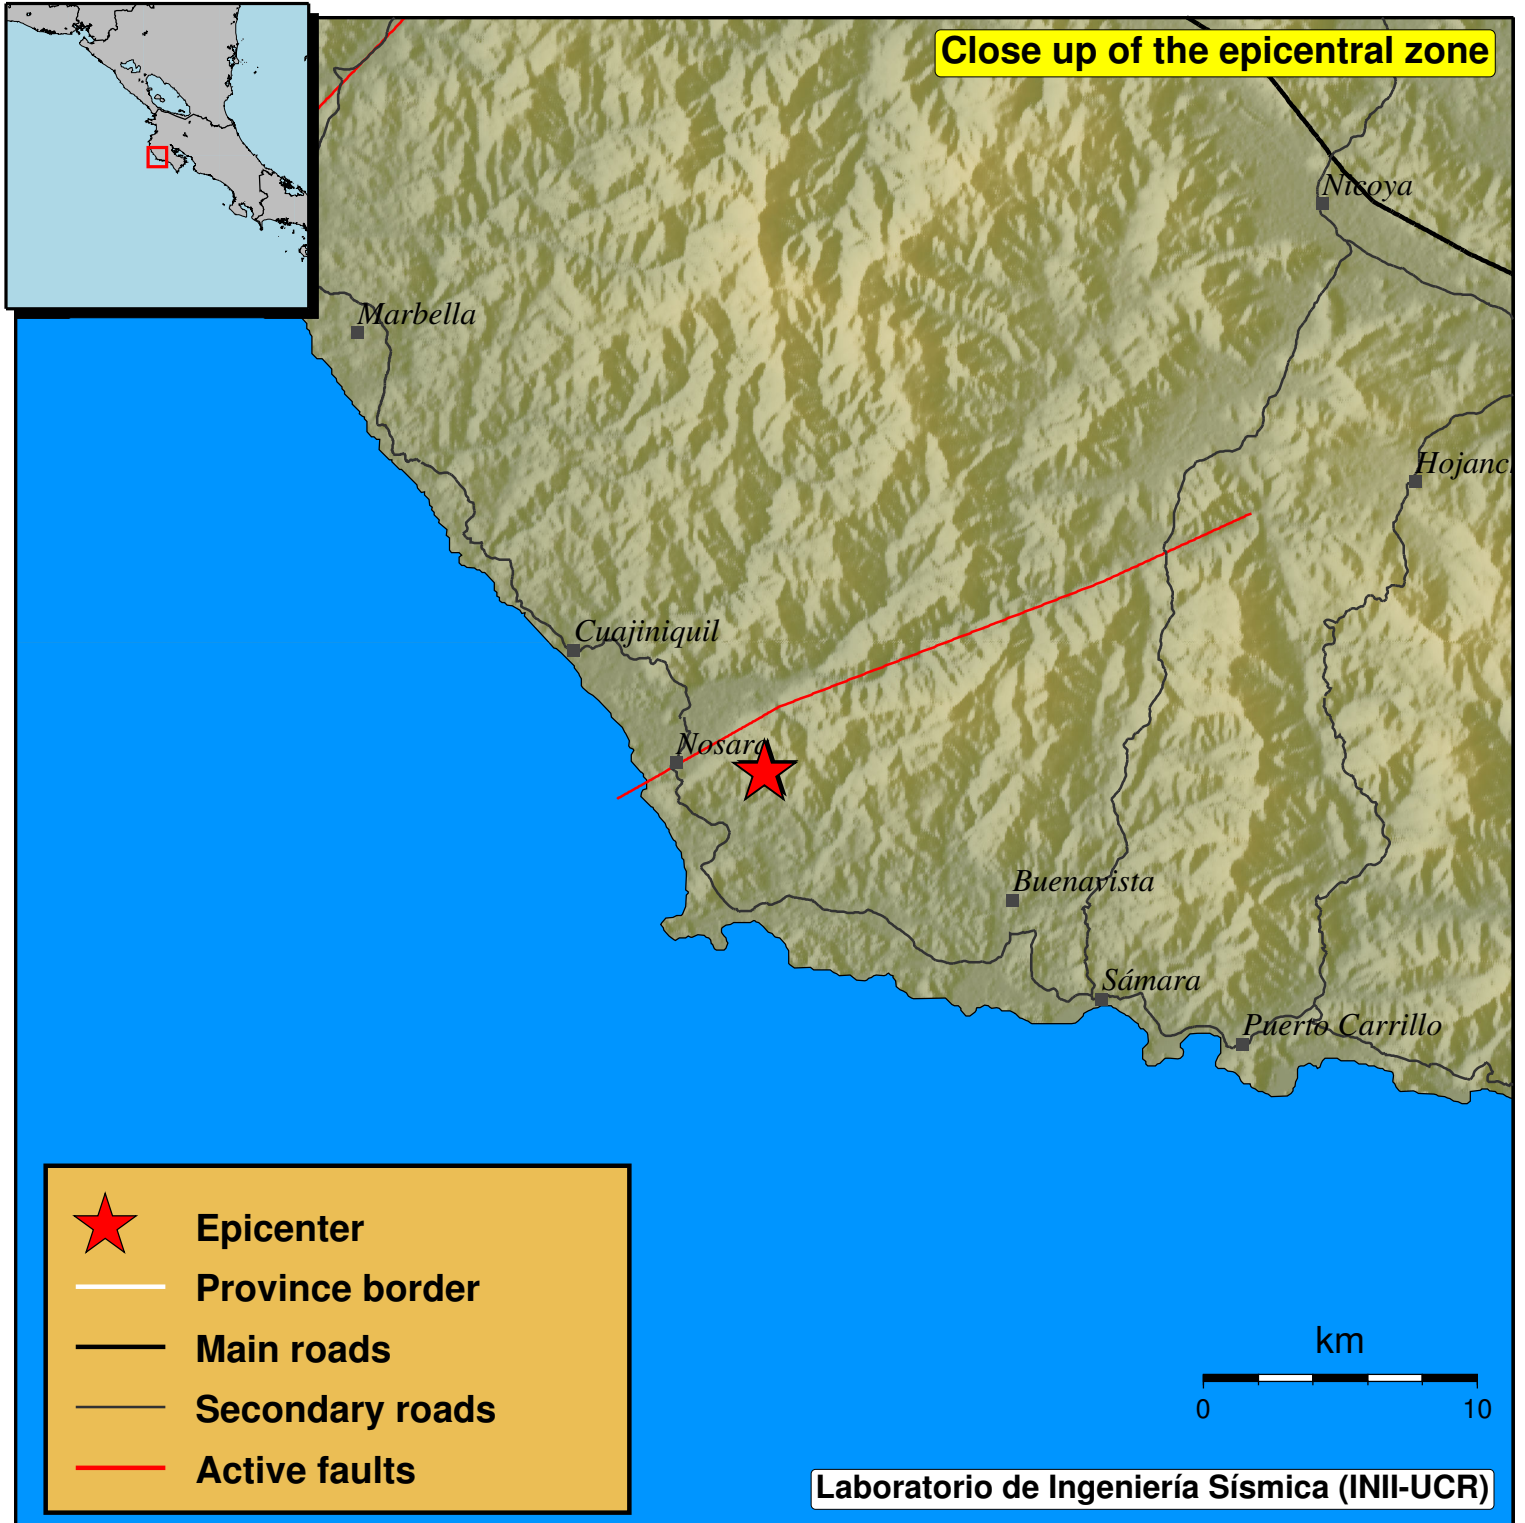 Close up of the epicentral zone
Nicoya
Marbella
Hojanc
Cuajiniquil
Nosara
Buenavista
Sámara
Puerto Carrillo
Epicenter
Province border
Main roads
Secondary roads
Active faults
km
0 10
Laboratorio de Ingeniería Sísmica (INII-UCR)